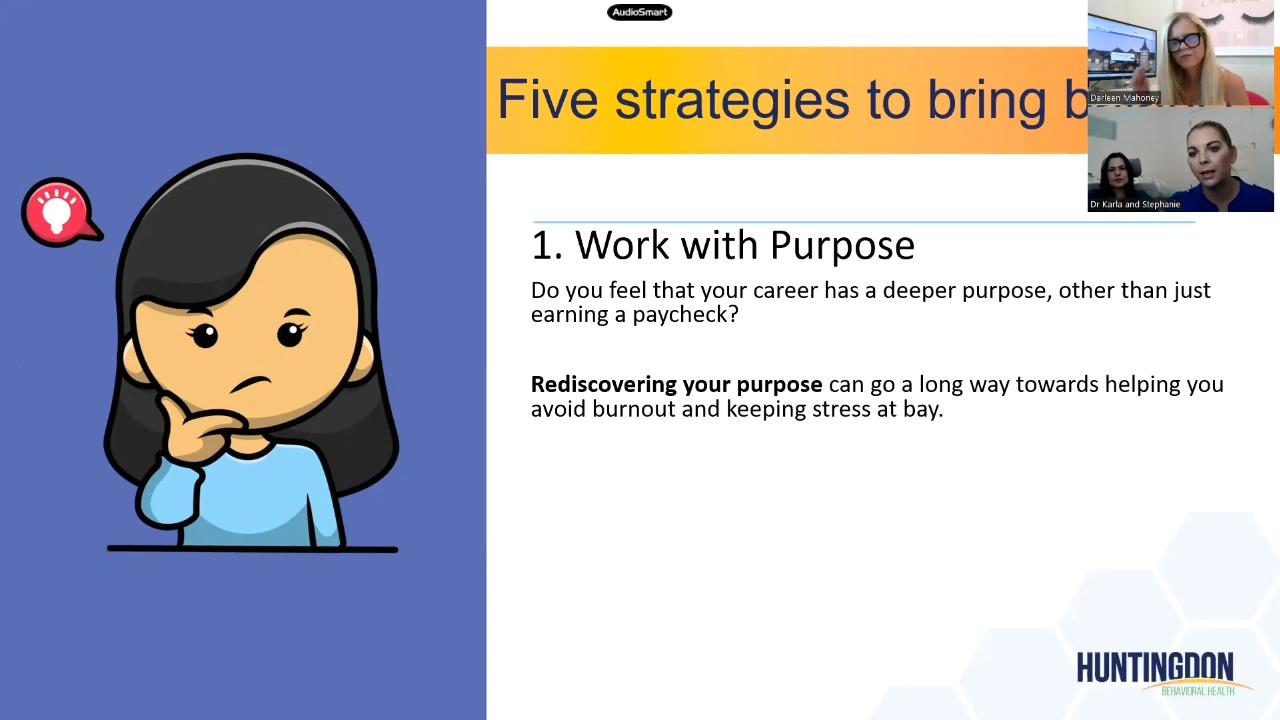 AudioSmart
Five strategies to bring
Darleen Mahoney
Dr Karla and Stephanie
1. Work with Purpose
Do you feel that your career has a deeper purpose, other than just
earning a paycheck?
Rediscovering your purpose can go a long way towards helping you
avoid burnout and keeping stress at bay.
HUNTINGDON
BEHAVIORAL HEALTH